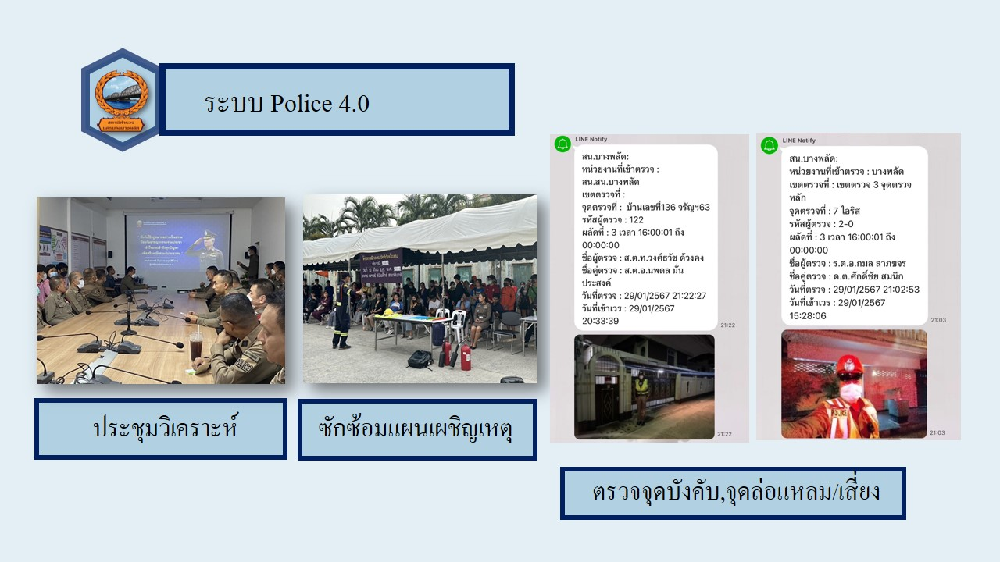 ระบบ Police 4.0
LINE Notify
สน.บางพลัด:
หน่วยงานที่เข้าตรวจ :
สน.สน.บางพลัด
เขตตรวจที่ :
จุดตรวจที่ : บ้านเลขที่136 จรัญฯ63
รหัสผู้ตรวจ : 122
ผลัดที่ : 3 เวลา 16:00:01 ถึง
00:00:00
ชื่อผู้ตรวจ : ส.ต.ท.วงศ์ธวัช ด้วงคง
ชื่อคู่ตรวจ : ส.ต.อ.นพดล มั่น
ประสงค์
วันที่ตรวจ : 29/01/2567 21:22:27
วันที่เข้าเวร : 29/01/2567
20:33:39
21:22
21:22
LINE Notify
สน.บางพลัด:
หน่วยงานที่เข้าตรวจ : บางพลัด
เขตตรวจที่ : เขตตรวจ 3 จุดตรวจ
หลัก
จุดตรวจที่ : 7 ไอริส
รหัสผู้ตรวจ : 2-0
ผลัดที่ : 3 เวลา 16:00:01 ถึง
00:00:00
ชื่อผู้ตรวจ : ร.ต.อ.กมล ลาภขจร
ชื่อคู่ตรวจ : ด.ต.ศักดิ์ชัย สมนึก
วันที่ตรวจ : 29/01/2567 21:02:53
วันที่เข้าเวร : 29/01/2567
15:28:06
21:03
21:03
ประชุมวิเคราะห์
ซักซ้อมแผนเผชิญเหตุ
ตรวจจุดบังคับ,จุดล่อแหลม/เสี่ยง